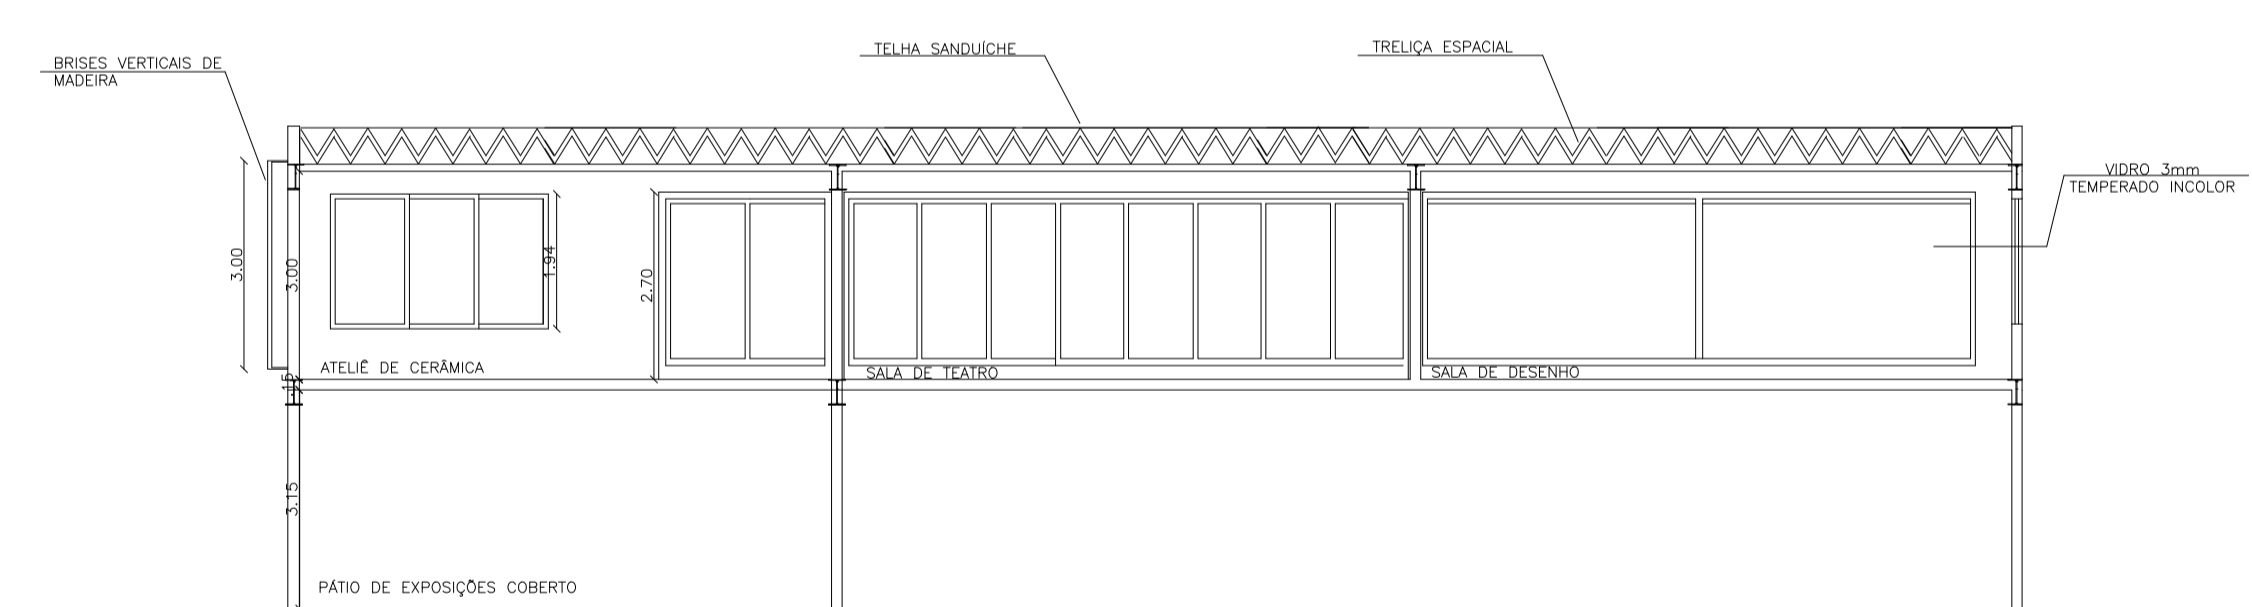 TELHA SANDUÍCHE
TRELIÇA ESPACIAL
BRISES VERTICAIS DE
MADEIRA
VIDRO 3mm
TEMPERADO INCOLOR
3.00
3.00
1.94
2.70
ATELIÊ DE CERÂMICA
SALA DE TEATRO
SALA DE DESENHO
.15
3.15
PÁTIO DE EXPOSIÇÕES COBERTO